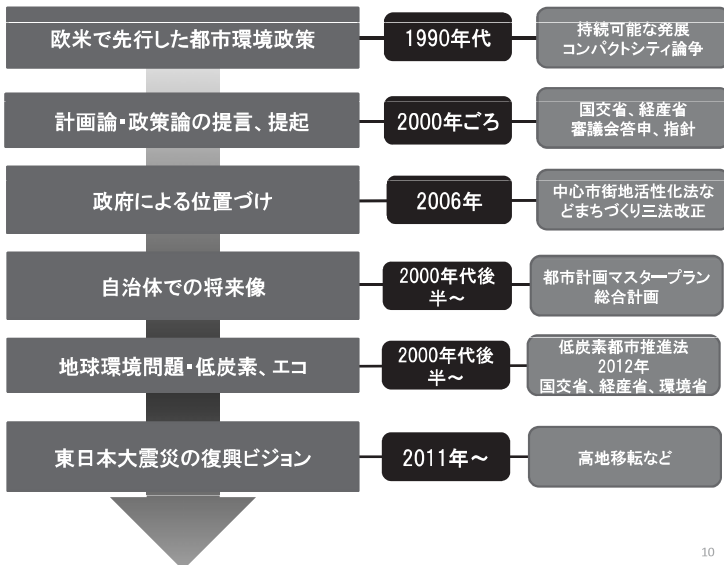 欧米で先行した都市環境政策
1990年代
持続可能な発展
コンパクトシティ論争
計画論・政策論の提言、提起
2000年ごろ
国交省、経産省
審議会答申、指針
政府による位置づけ
2006年
中心市街地活性化法な
どまちづくり三法改正
自治体での将来像
2000年代後
半～
都市計画マスタープラン
総合計画
地球環境問題・低炭素、エコ
2000年代後
半～
低炭素都市推進法
2012年
国交省、経産省、環境省
東日本大震災の復興ビジョン
2011年～
高地移転など
10